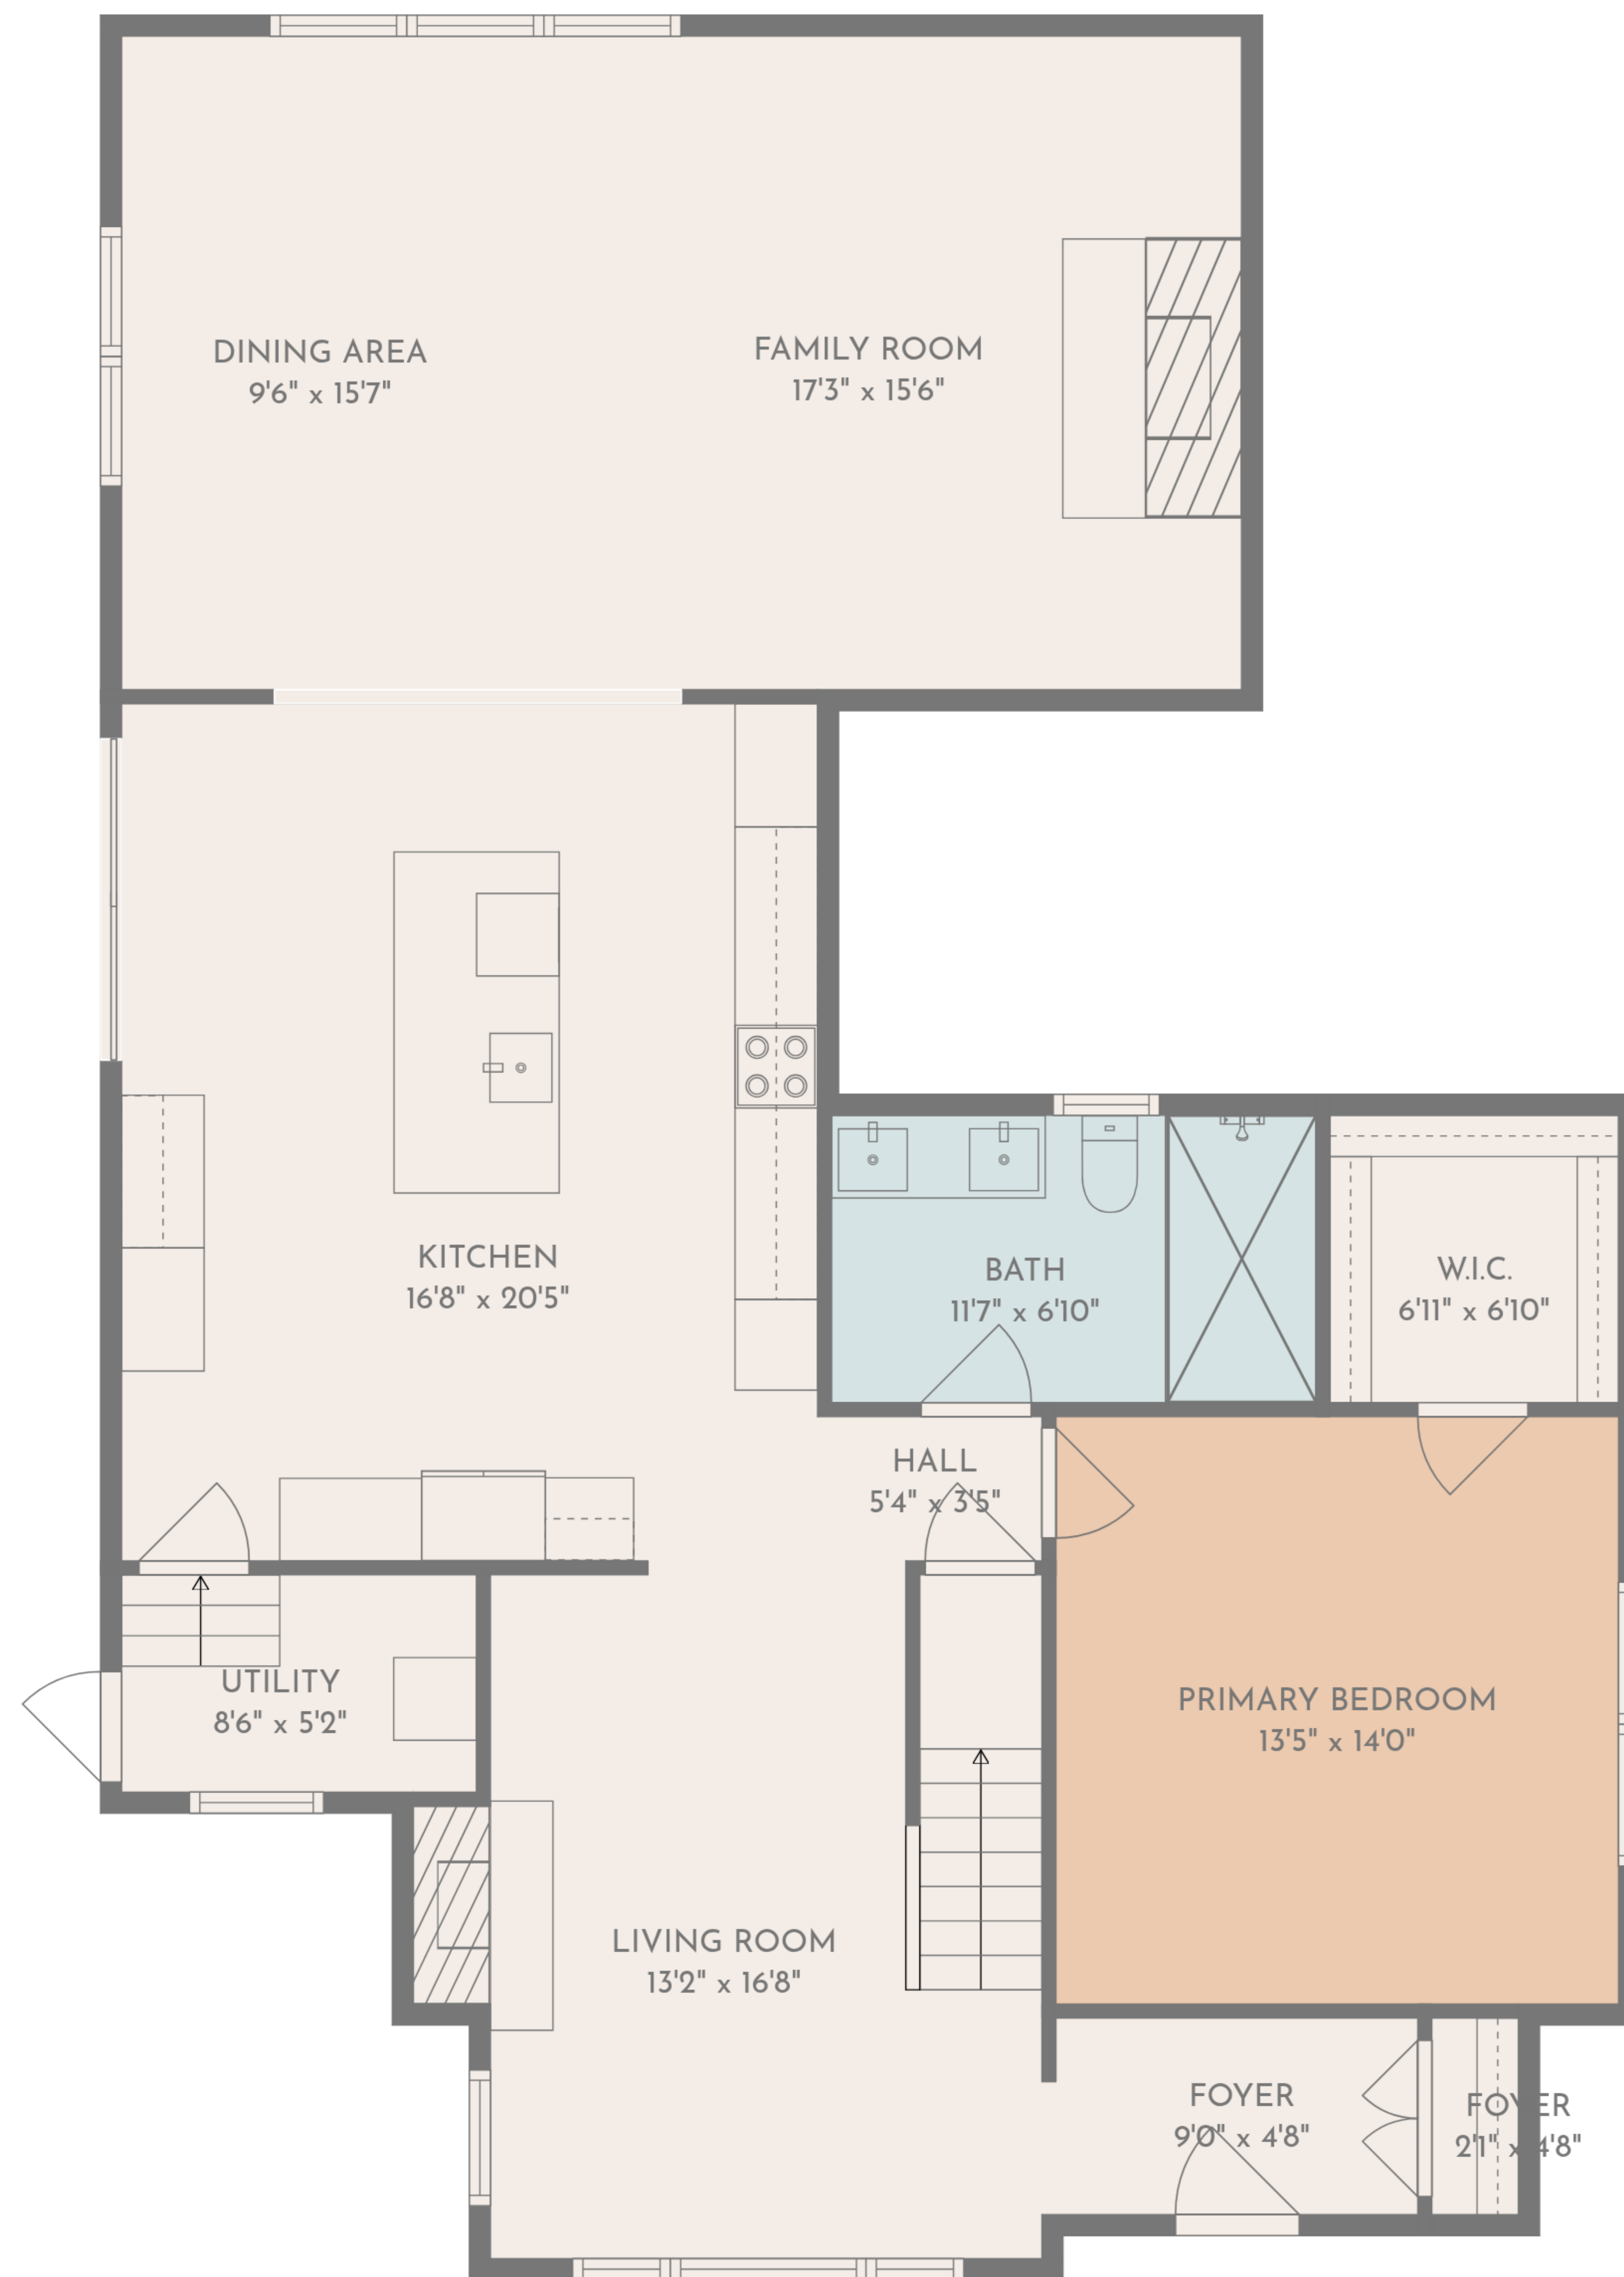 DINING AREA
9'6" x 15'7"
FAMILY ROOM
17'3" x 15'6"
KITCHEN
16'8" x 20'5"
BATH
11'7" x 6'10"
W.I.C.
6'11" x 6'10"
HALL
5'4" x 3'5"
UTILITY
8'6" x 5'2"
PRIMARY BEDROOM
13'5" x 14'0"
LIVING ROOM
13'2" x 16'8"
FOYER
9'0" x 4'8"
FOYER
2'1" x 4'8"